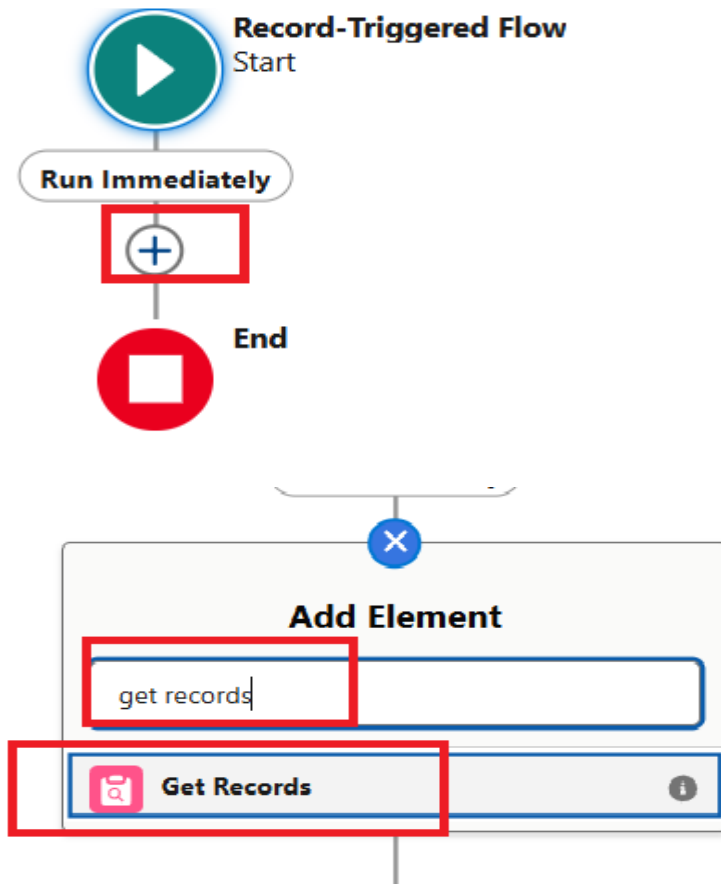 Record-Triggered Flow
Start
Run Immediately
End
Add Element
get records
Get Records